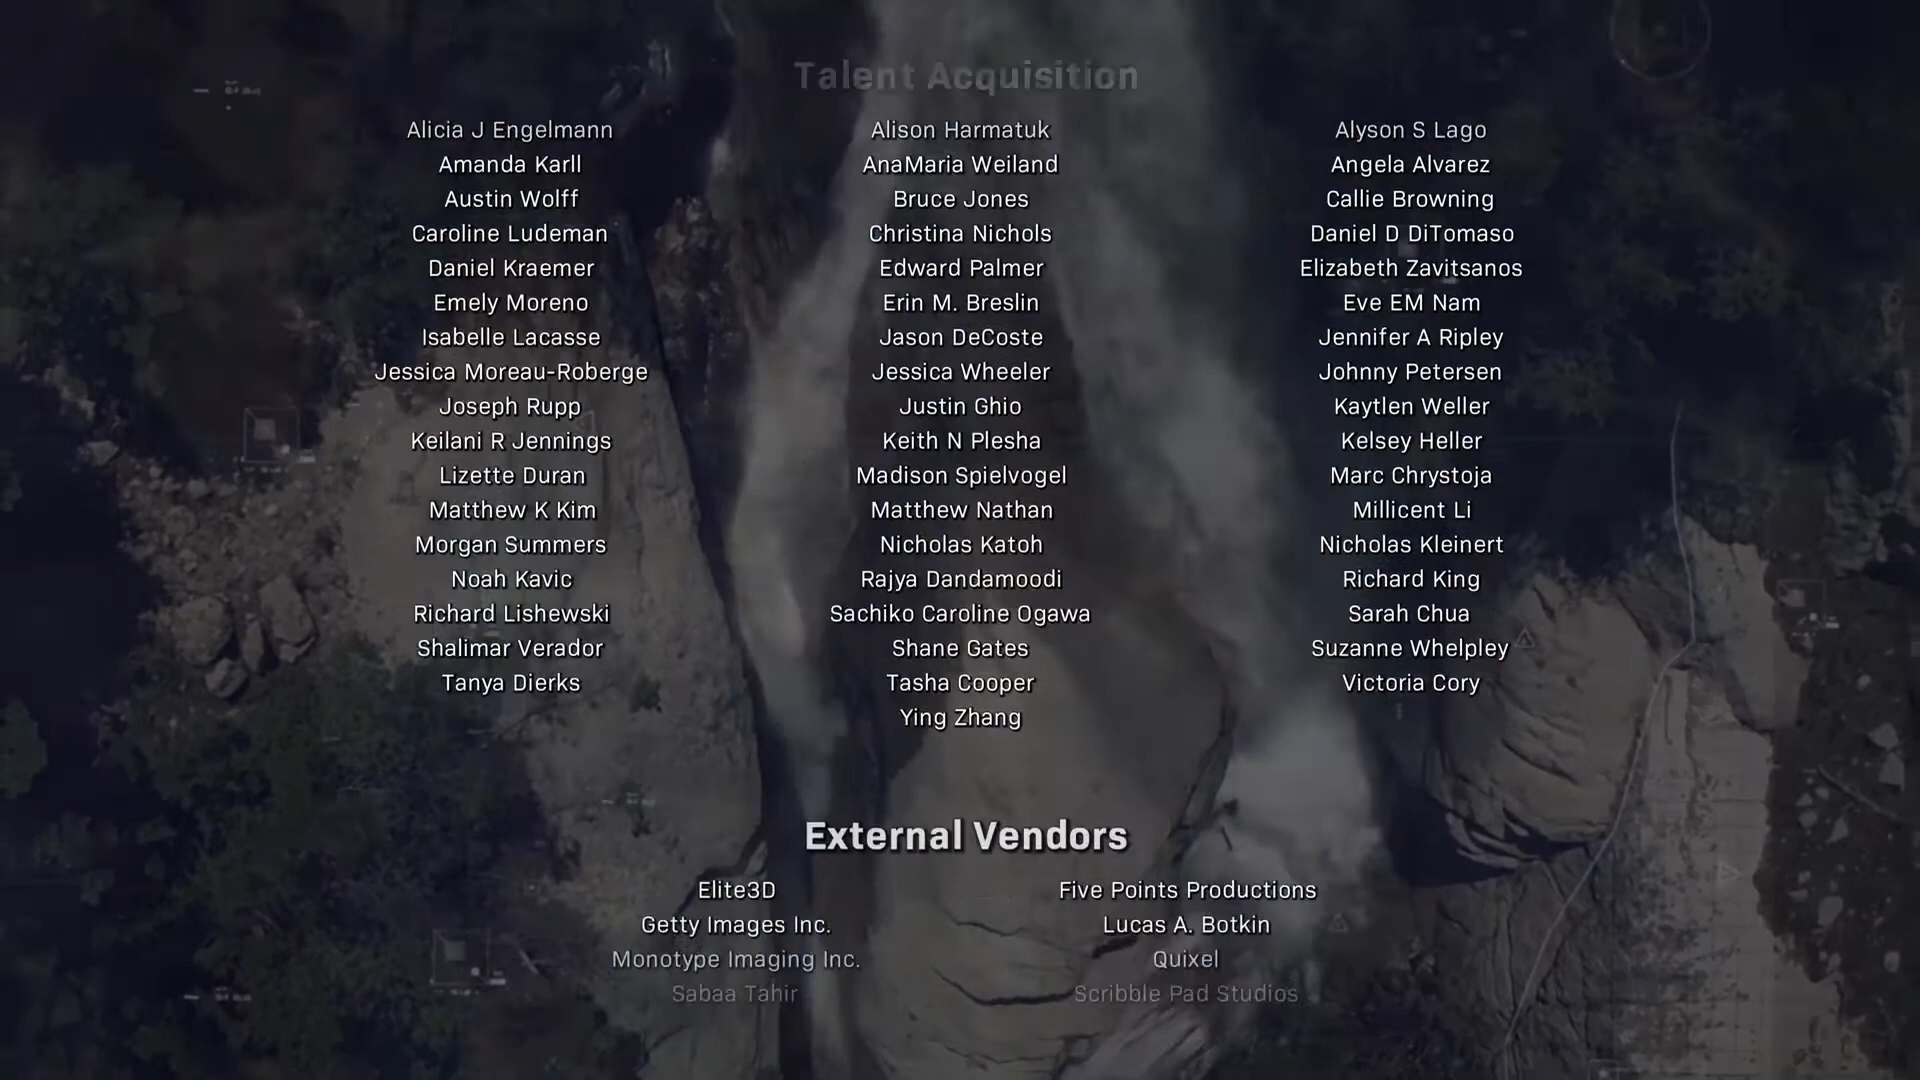 Talent Acquisition
Alicia J Engelmann Alison Harmatuk Alyson S Lago
Amanda Karll AnaMaria Weiland Angela Alvarez
Austin Wolff Bruce Jones Callie Browning
Caroline Ludeman Christina Nichols Daniel D DiTomaso
Daniel Kraemer Edward Palmer Elizabeth Zavitsanos
Emely Moreno Erin M. Breslin Eve EM Nam
Isabelle Lacasse Jason DeCoste Jennifer A Ripley
Jessica Moreau-Roberge Jessica Wheeler Johnny Petersen
Joseph Rupp Justin Ghio Kaytlen Weller
Keilani R Jennings Keith N Plesha Kelsey Heller
Lizette Duran Madison Spielvogel Marc Chrystoja
Matthew K Kim Matthew Nathan Millicent Li
Morgan Summers Nicholas Katoh Nicholas Kleinert
Noah Kavic Rajya Dandamoodi Richard King
Richard Lishewski Sachiko Caroline Ogawa Sarah Chua
Shalimar Verador Shane Gates Suzanne Whelpley
Tanya Dierks Tasha Cooper Victoria Cory
Ying Zhang
External Vendors
Elite3D Five Points Productions
Getty Images Inc. Lucas A. Botkin
Monotype Imaging Inc. Quixel
Sabaa Tahir Scribble Pad Studios